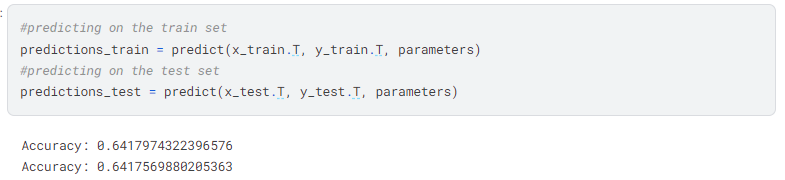 :
#predicting on the train set
predictions_train = predict(x_train.T, y_train.T, parameters)
#predicting on the test set
predictions_test = predict(x_test.T, y_test.T, parameters)
Accuracy: 0.6417974322396576
Accuracy: 0.6417569880205363